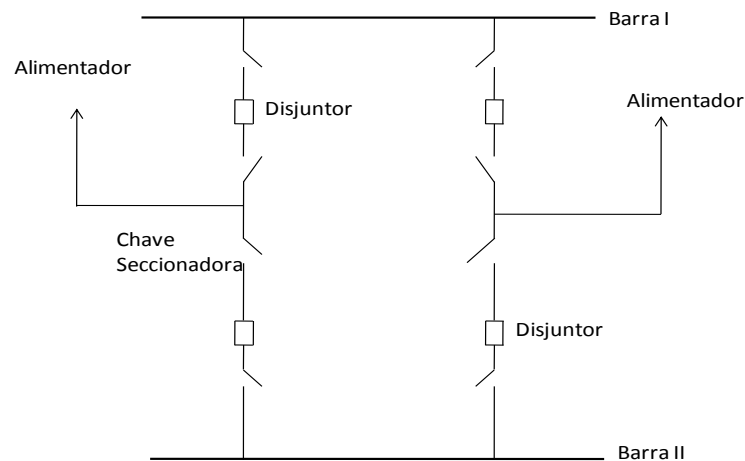 Barra I
Alimentador
Disjuntor
Alimentador
Chave
Seccionadora
Disjuntor
Barra II